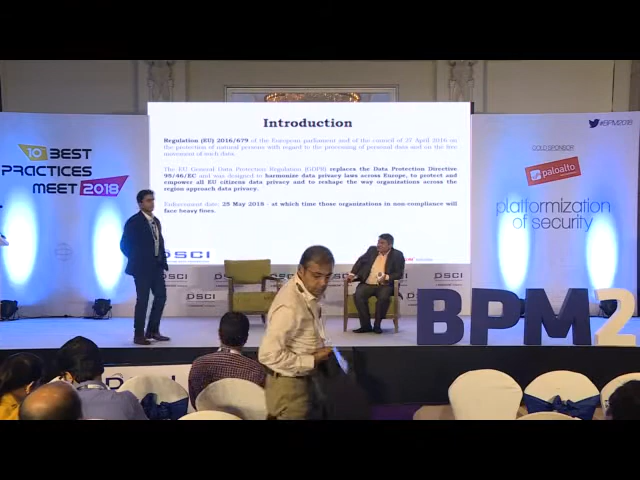 Introduction
Regulation (EU) 2016/679 of the European parliament and of the council of 27 April 2016 on
the protection of natural persons with regard to the processing of personal data and on the free
movement of such data.
The EU General Data Protection Regulation (GDPR) replaces the Data Protection Directive
95/46/EC and was designed to harmonize data privacy laws across Europe, to protect and
empower all EU citizens data privacy and to reshape the way organizations across the
region approach data privacy.
Enforcement date: 25 May 2018 - at which time those organizations in non-compliance will
face heavy fines.
10 BEST
PRACTICES
MEET 2018
#BPM2018
GOLD SPONSOR
paloalto
platformization
of security
DSCI
DSCI
DSCI
BPM2